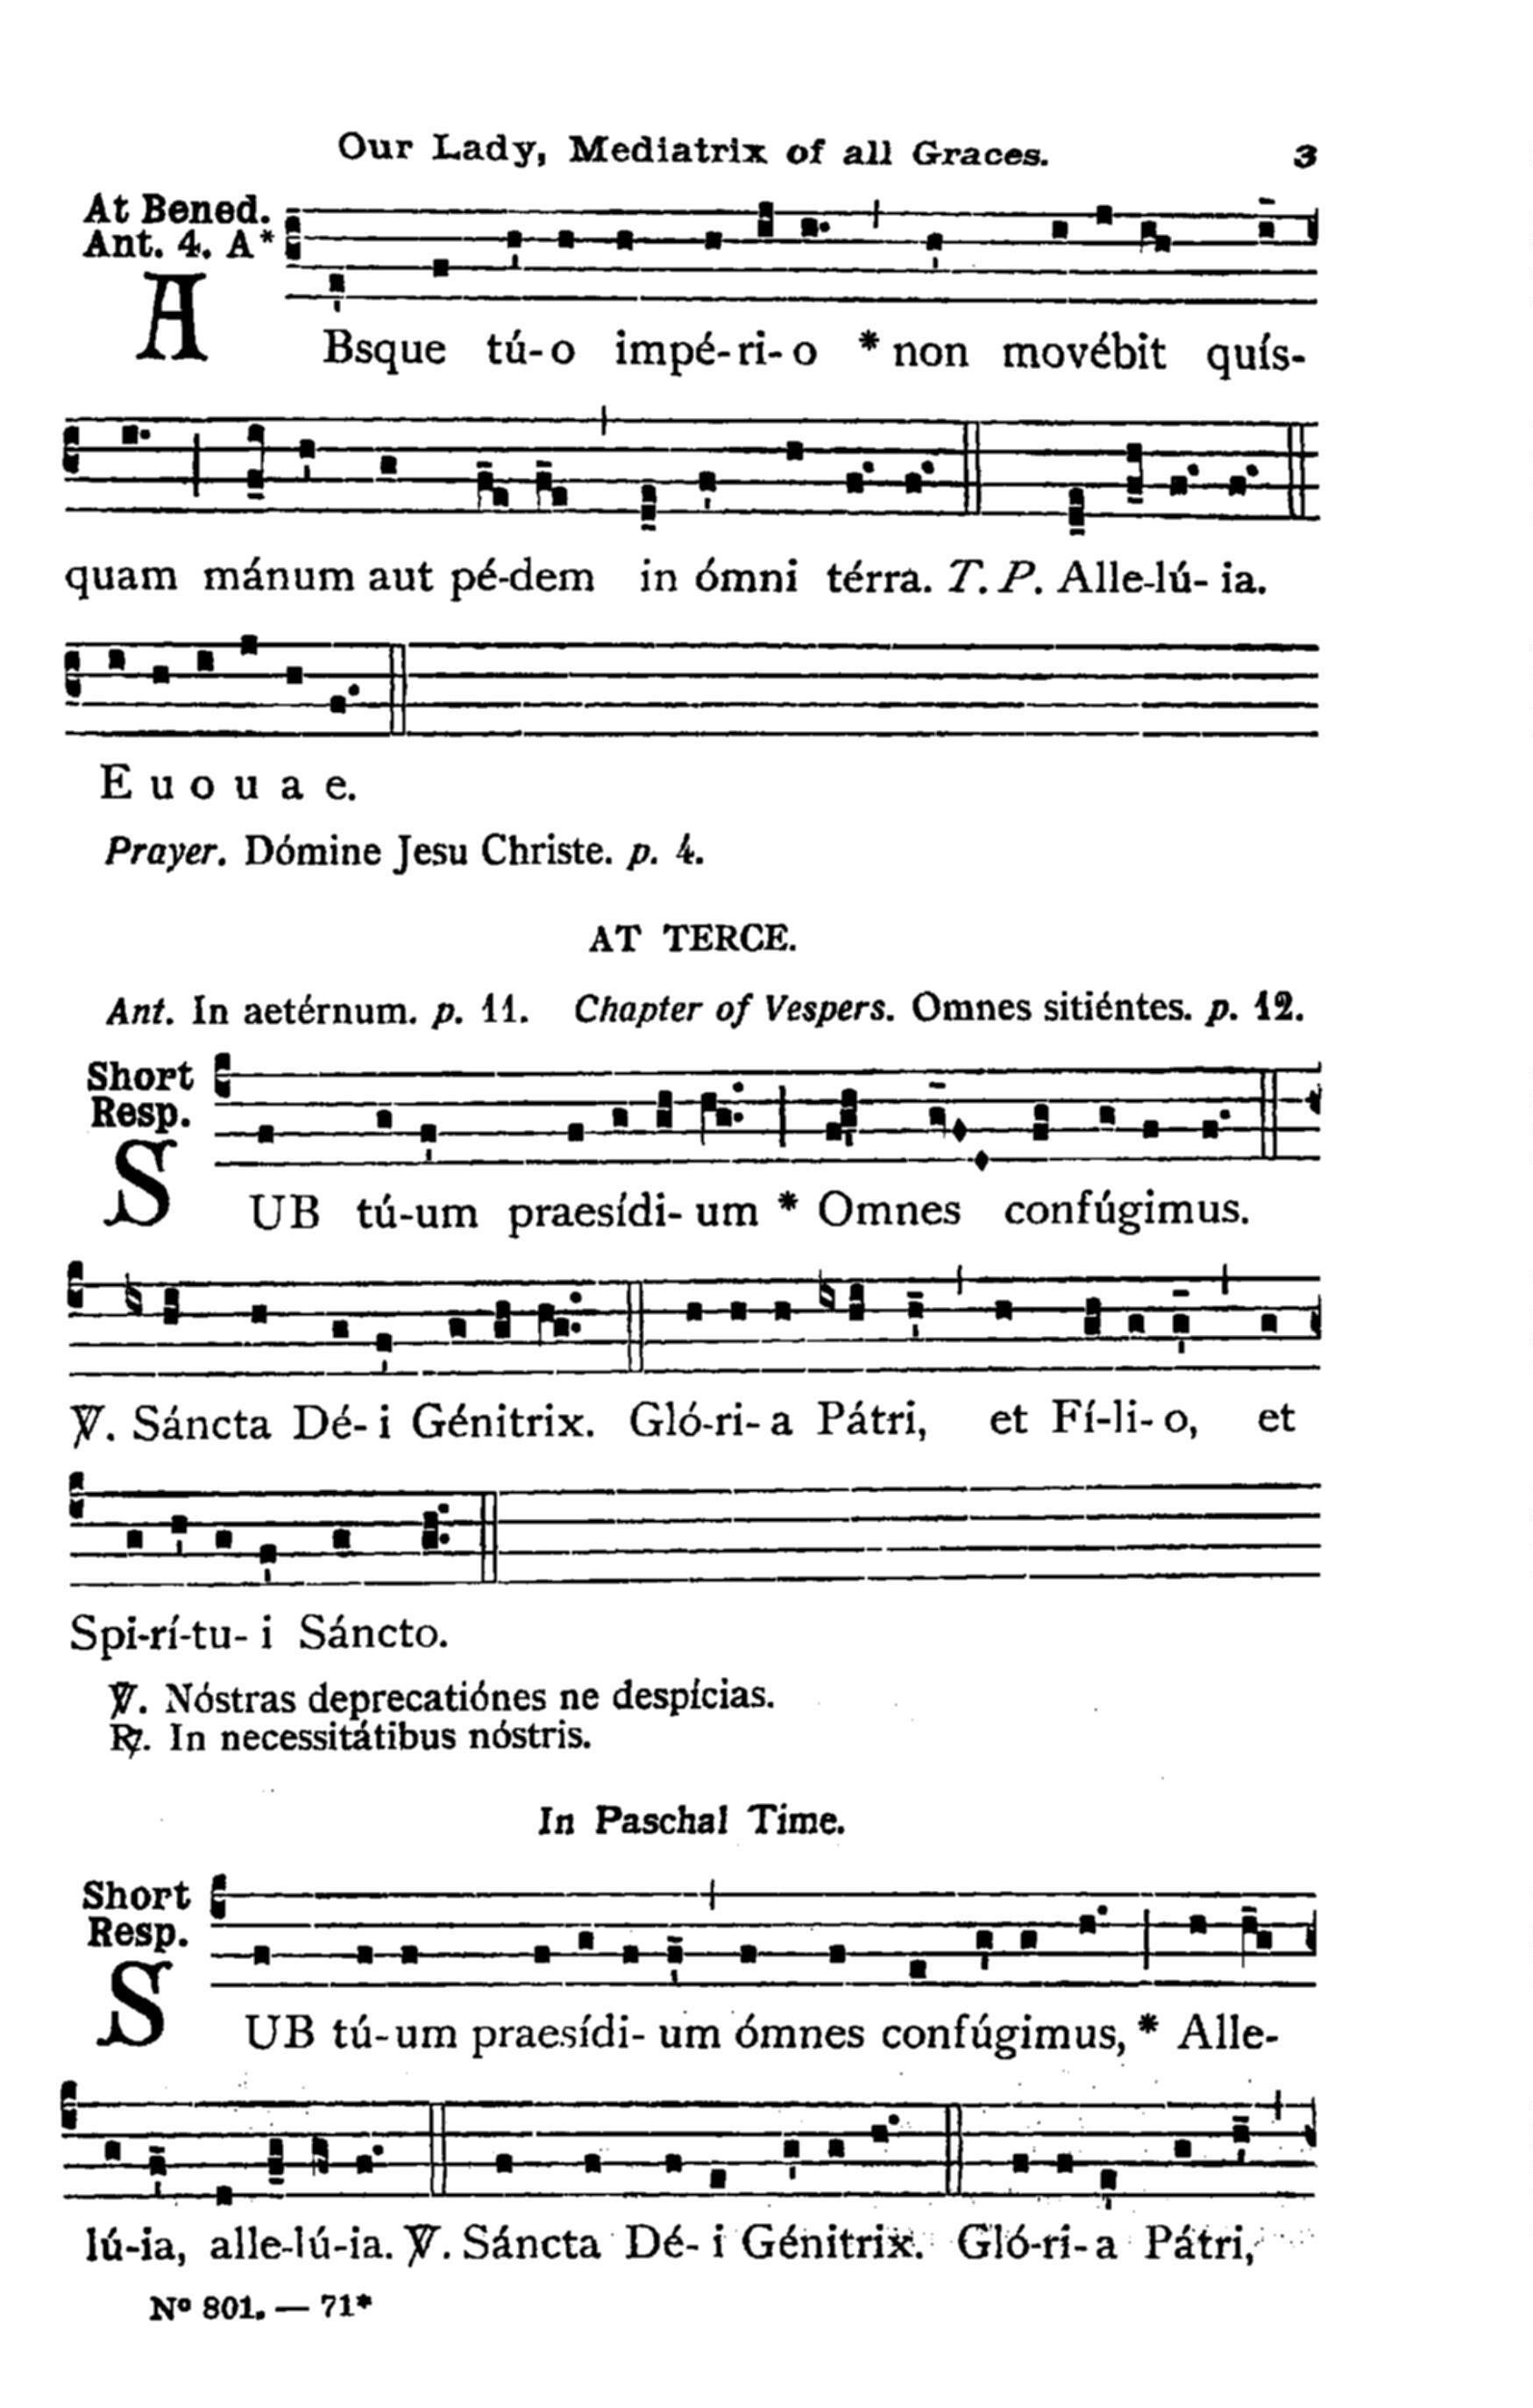 Our Lady, Mediatrix of all Graces. 3
At Bened.
Ant. 4. A*
ABsque tú-o impé-ri-o * non movébit quís-
quam mánum aut pé-dem in ómni térra. T. P. Alle-lú- ia.
E u o u a e.
Prayer. Dómine Jesu Christe. p. 4.
AT TERCE.
Ant. In aetérnum. p. 11. Chapter of Vespers. Omnes sitiéntes. p. 12.
Short
Resp.
SUB tú-um praesídi- um * Omnes confúgimus.
℣. Sáncta Dé- i Génitrix. Gló-ri- a Pátri, et Fí-li- o, et
Spi-rí-tu- i Sáncto.
℣. Nóstras deprecatiónes ne despícias.
℟. In necessitátibus nóstris.
In Paschal Time.
Short
Resp.
SUB tú-um praesídi- um ómnes confúgimus, * Alle-
lú-ia, alle-lú-ia. ℣. Sáncta Dé- i Génitrix. Gló-ri- a Pátri,
Nº 801. — 71*